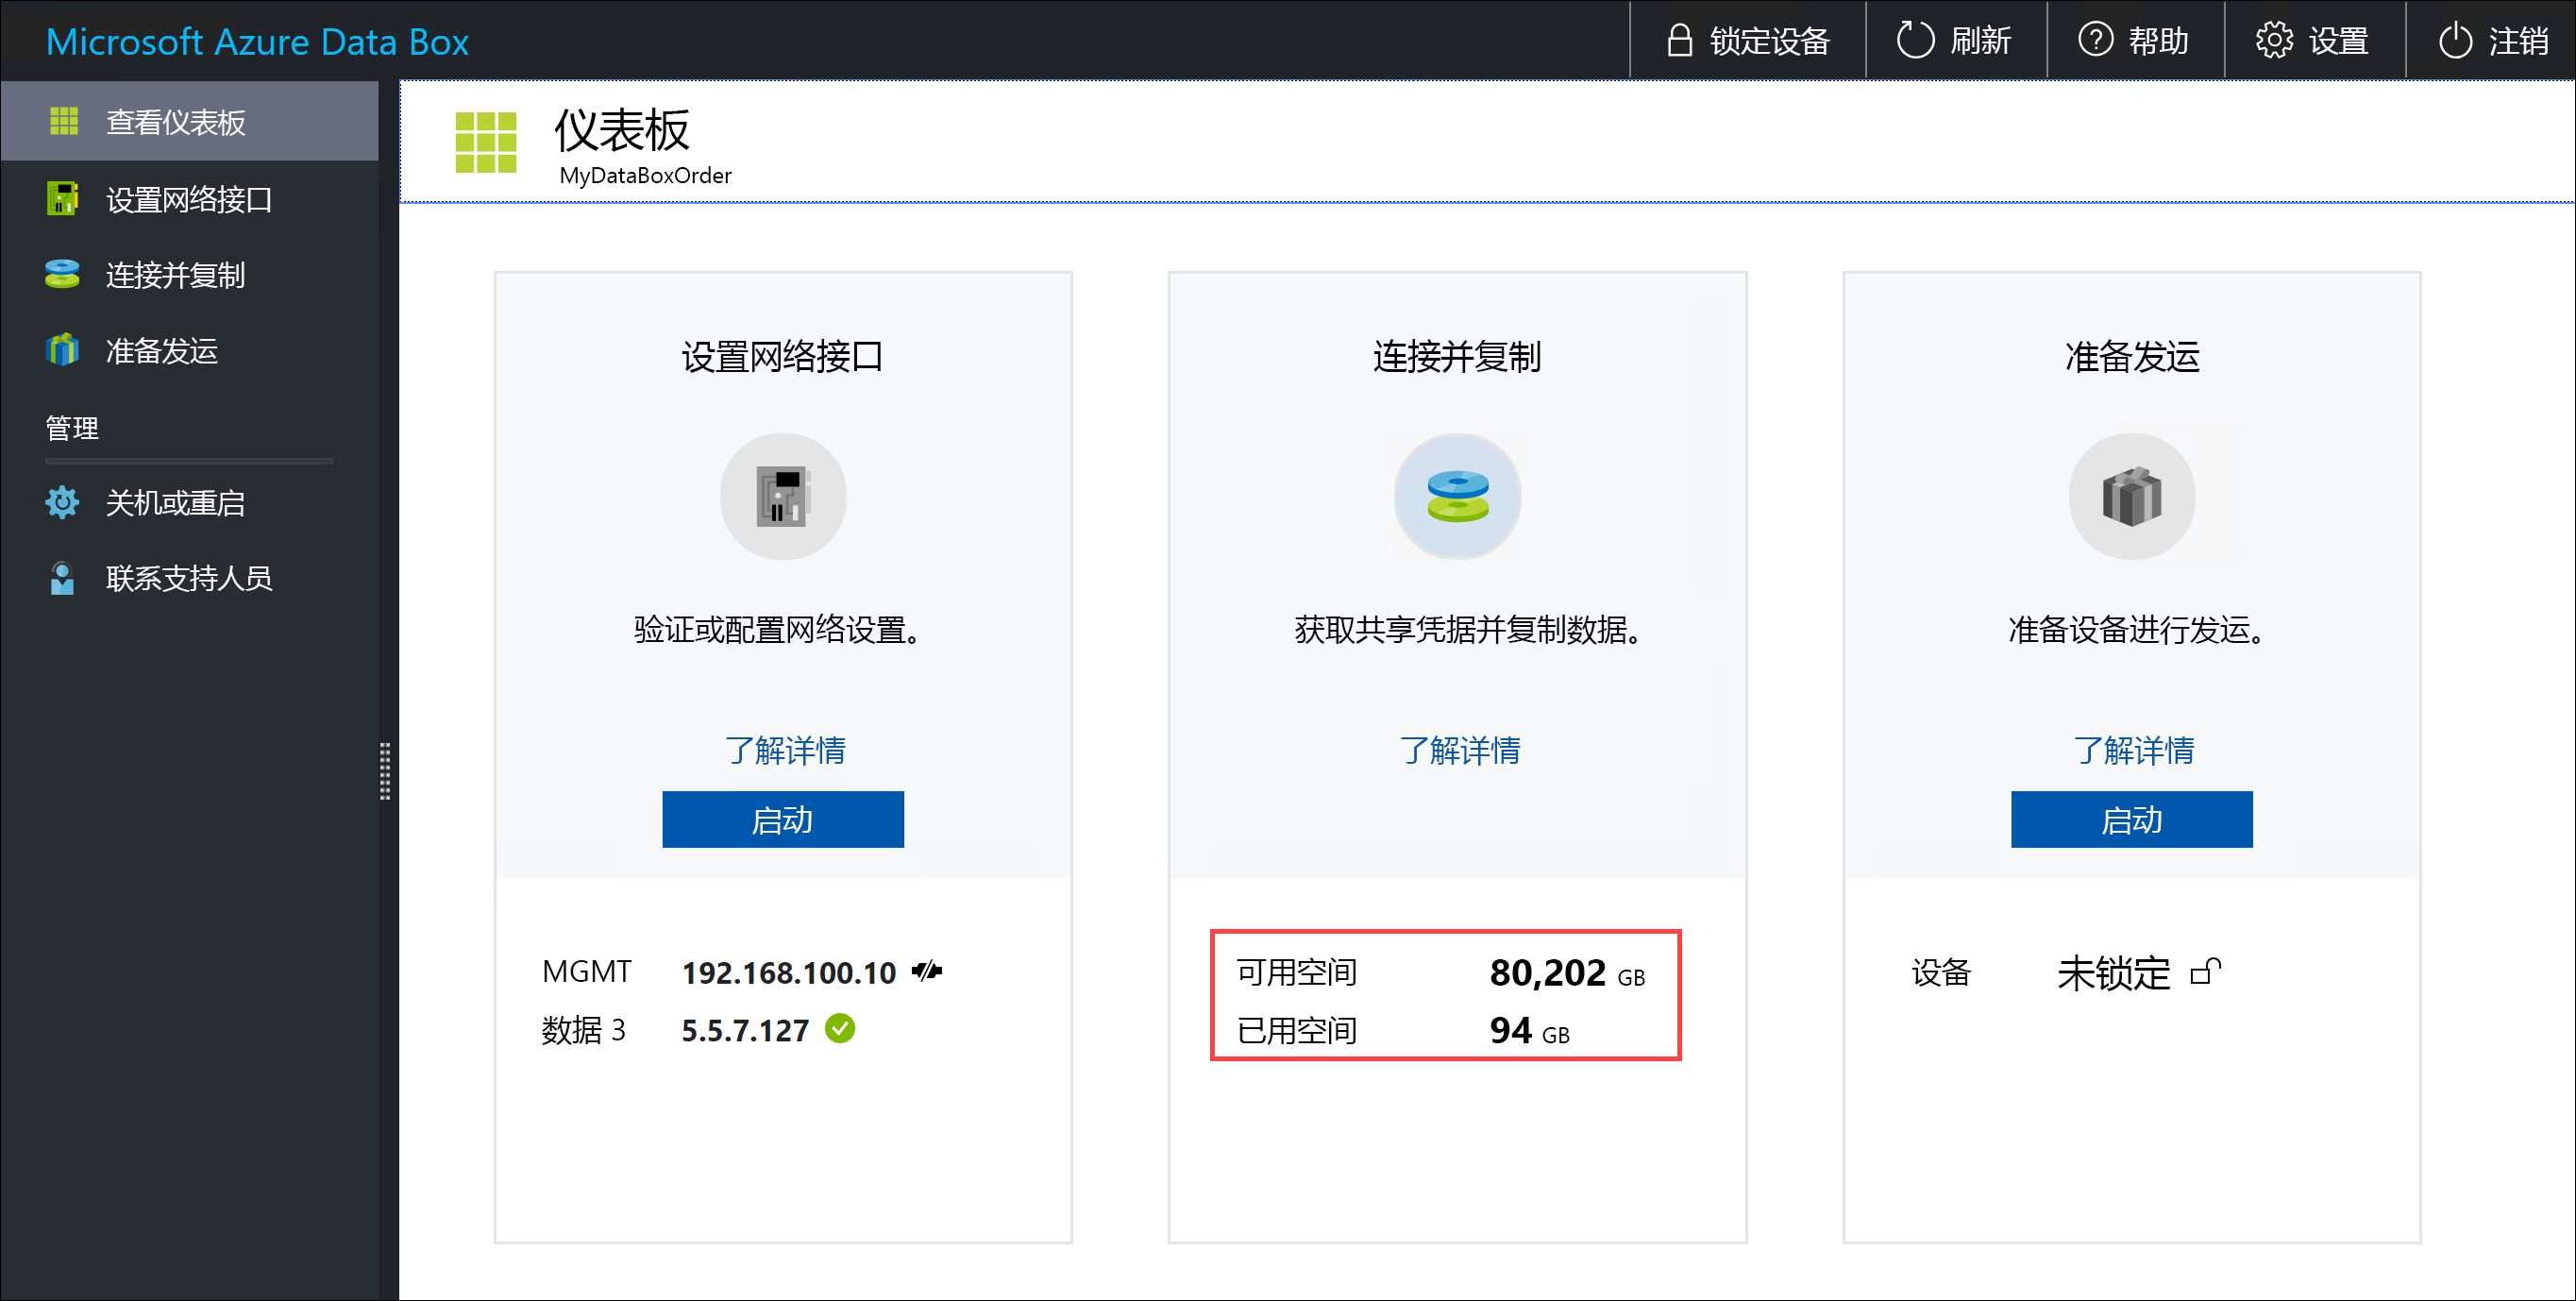 Microsoft Azure Data Box
锁定设备
刷新
帮助
设置
注销
查看仪表板
设置网络接口
连接并复制
准备发运
管理
关机或重启
联系支持人员
仪表板
MyDataBoxOrder
设置网络接口
验证或配置网络设置。
了解详情
启动
MGMT 192.168.100.10
数据 3 5.5.7.127
连接并复制
获取共享凭据并复制数据。
了解详情
可用空间 80,202 GB
已用空间 94 GB
准备发运
准备设备进行发运。
了解详情
启动
设备 未锁定